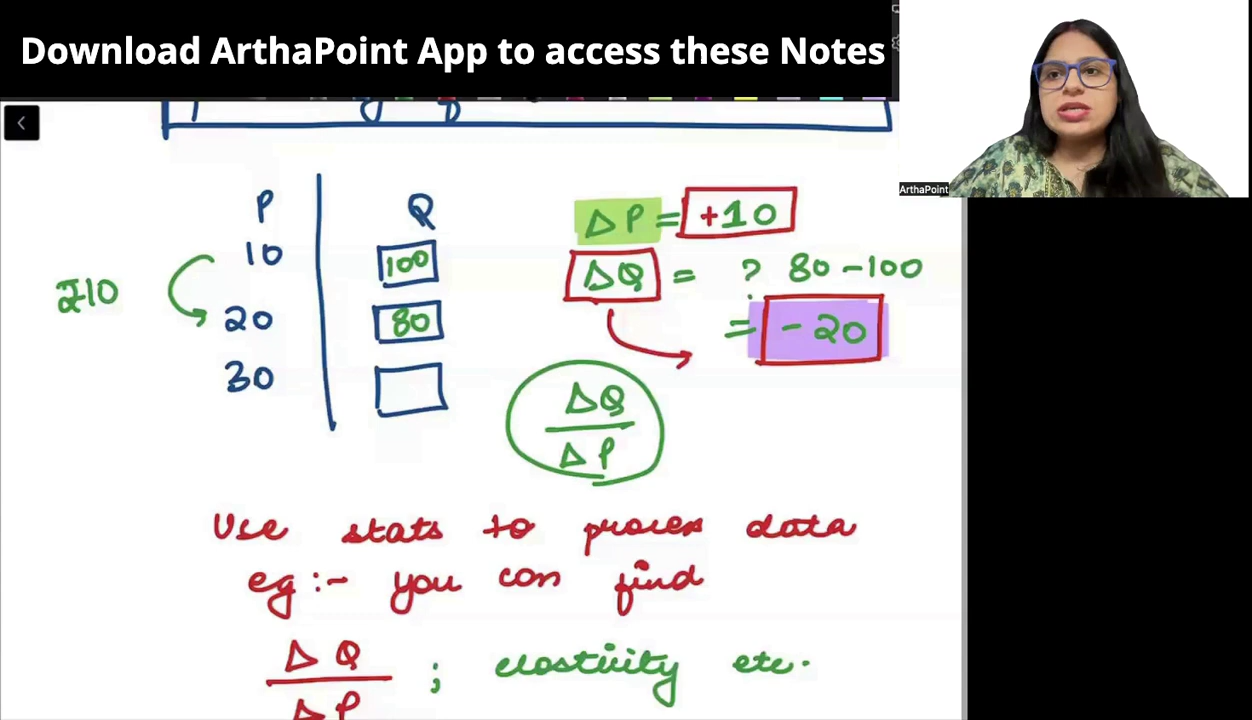 Download ArthaPoint App to access these Notes
ArthaPoint
P Q
10 100
20 80
30
₹10
ΔP = +10
ΔQ = ? 80 - 100
= - 20
ΔQ
ΔP
Use stats to process data
eg :- you can find
ΔQ ; elasticity etc.
ΔP